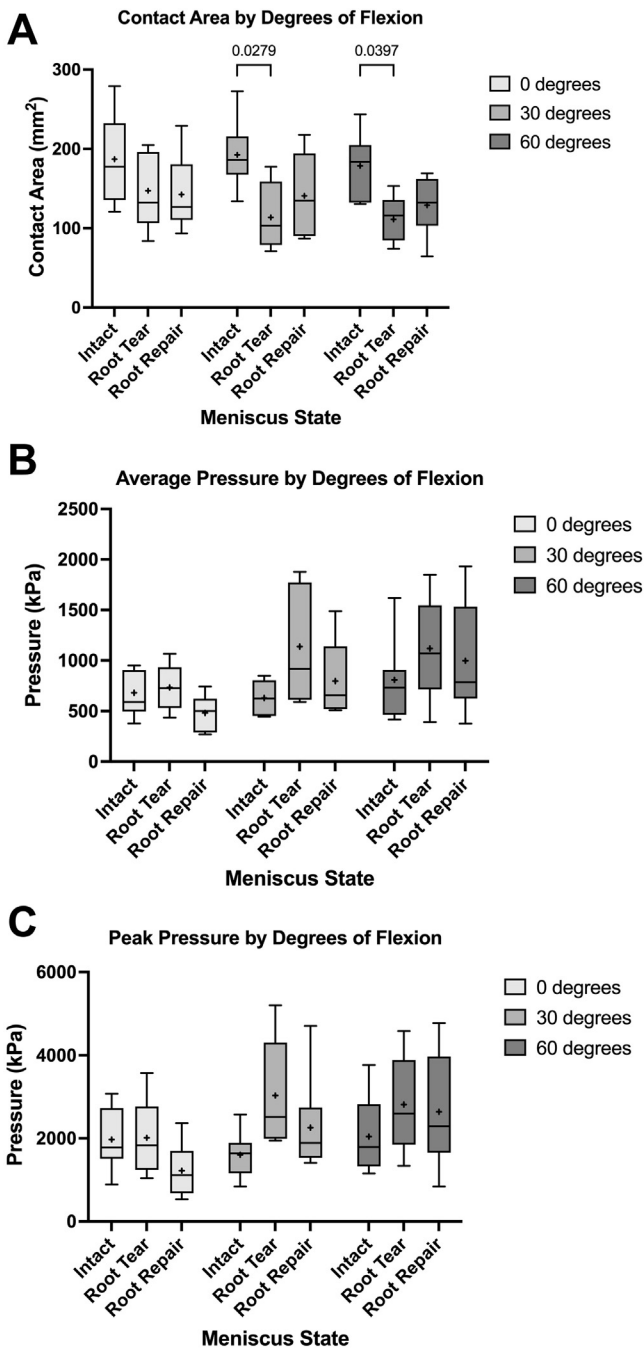 A
Contact Area by Degrees of Flexion
0.0279
0.0397
300
200
100
0
Contact Area (mm²)
0 degrees
30 degrees
60 degrees
Intact
Root Tear
Root Repair
Intact
Root Tear
Root Repair
Intact
Root Tear
Root Repair
Meniscus State
B
Average Pressure by Degrees of Flexion
2500
2000
1500
1000
500
0
Pressure (kPa)
0 degrees
30 degrees
60 degrees
Intact
Root Tear
Root Repair
Intact
Root Tear
Root Repair
Intact
Root Tear
Root Repair
Meniscus State
C
Peak Pressure by Degrees of Flexion
6000
4000
2000
0
Pressure (kPa)
0 degrees
30 degrees
60 degrees
Intact
Root Tear
Root Repair
Intact
Root Tear
Root Repair
Intact
Root Tear
Root Repair
Meniscus State